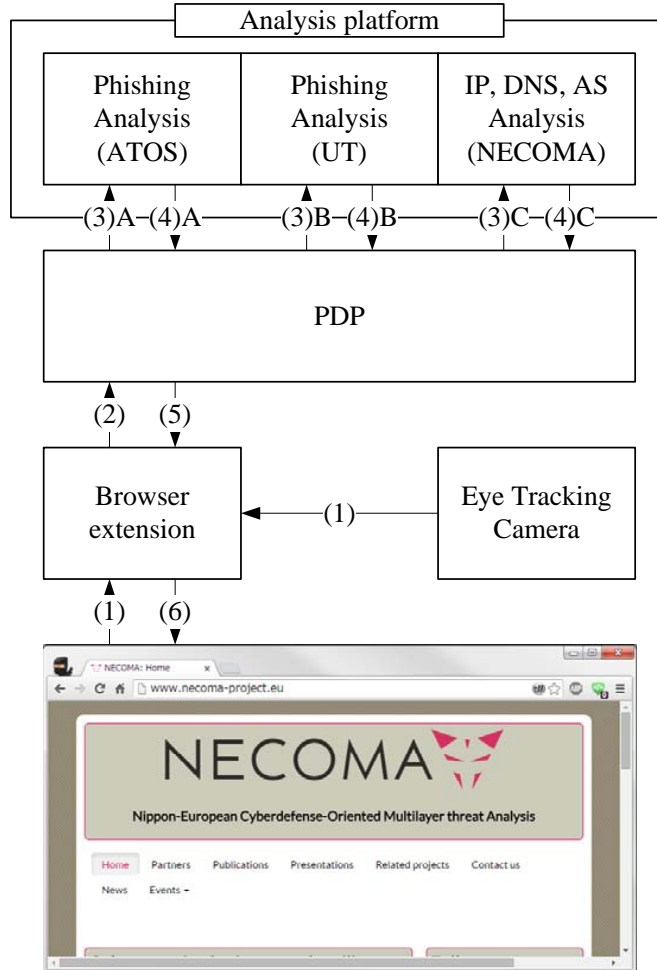 Analysis platform
Phishing
Analysis
(ATOS)
Phishing
Analysis
(UT)
IP, DNS, AS
Analysis
(NECOMA)
(3)A
(4)A
(3)B
(4)B
(3)C
(4)C
PDP
(2)
(5)
Browser
extension
(1)
Eye Tracking
Camera
(1)
(6)
NECOMA: Home
www.necoma-project.eu
NECOMA
Nippon-European Cyberdefense-Oriented Multilayer threat Analysis
Home Partners Publications Presentations Related projects Contact us
News Events